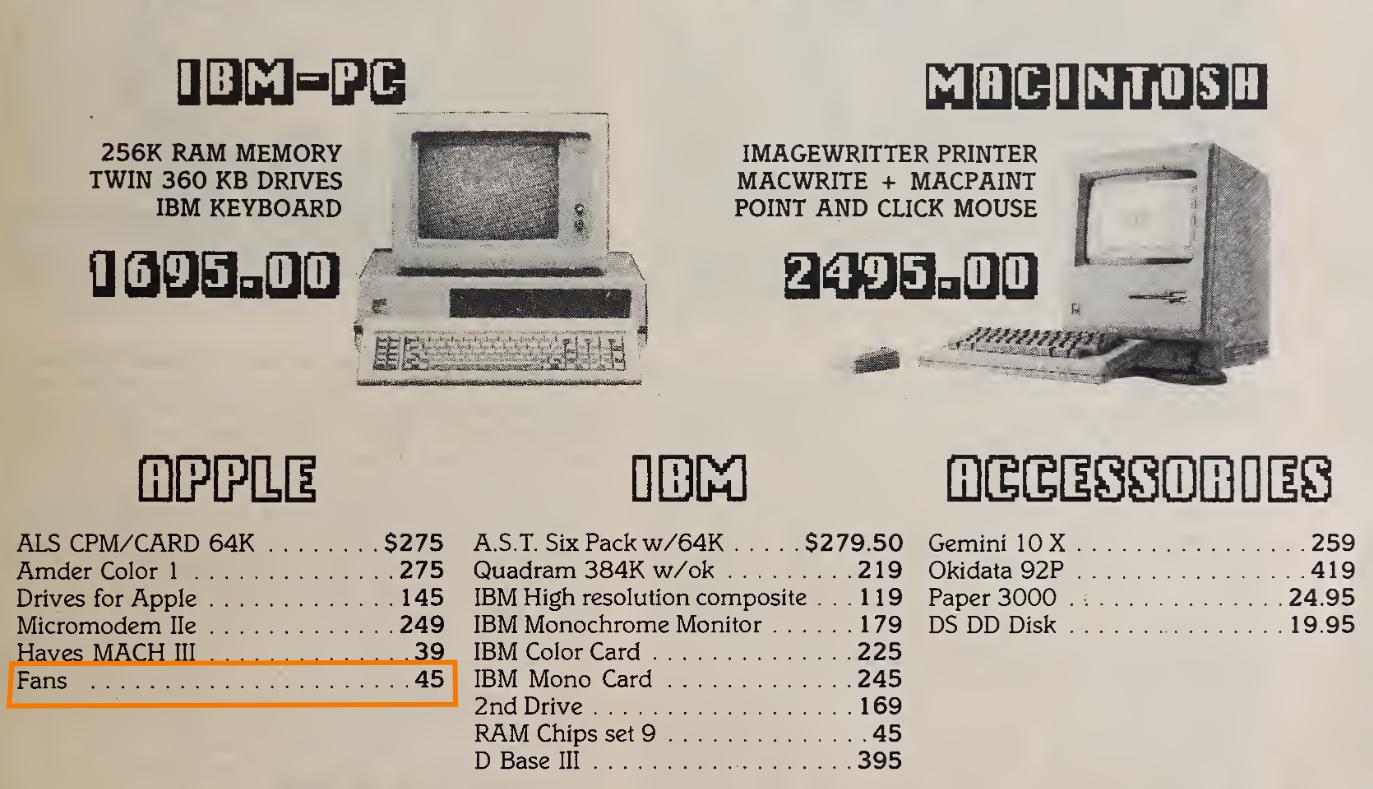 IBM-PC
256K RAM MEMORY
TWIN 360 KB DRIVES
IBM KEYBOARD
1695.00
MACINTOSH
IMAGEWRITTER PRINTER
MACWRITE + MACPAINT
POINT AND CLICK MOUSE
2495.00
APPLE
ALS CPM/CARD 64K ........ $275
Amder Color 1 .............. 275
Drives for Apple ............. 145
Micromodem IIe ............. 249
Hayes MACH III .............. 39
Fans ...................... 45
IBM
A.S.T. Six Pack w/64K ..... $279.50
Quadram 384K w/ok ......... 219
IBM High resolution composite ... 119
IBM Monochrome Monitor ...... 179
IBM Color Card .............. 225
IBM Mono Card ............. 245
2nd Drive .................. 169
RAM Chips set 9 ............. 45
D Base III .................. 395
ACCESSORIES
Gemini 10 X ................ 259
Okidata 92P ................ 419
Paper 3000 ............... 24.95
DS DD Disk ............... 19.95